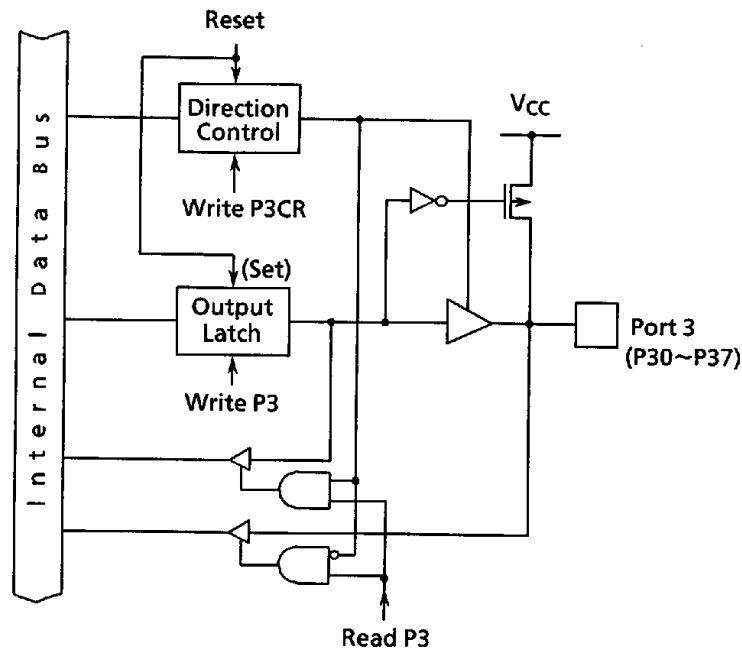 Reset
VCC
Direction
Control
Write P3CR
(Set)
Output
Latch
Write P3
Port 3
(P30~P37)
Internal Data Bus
Read P3